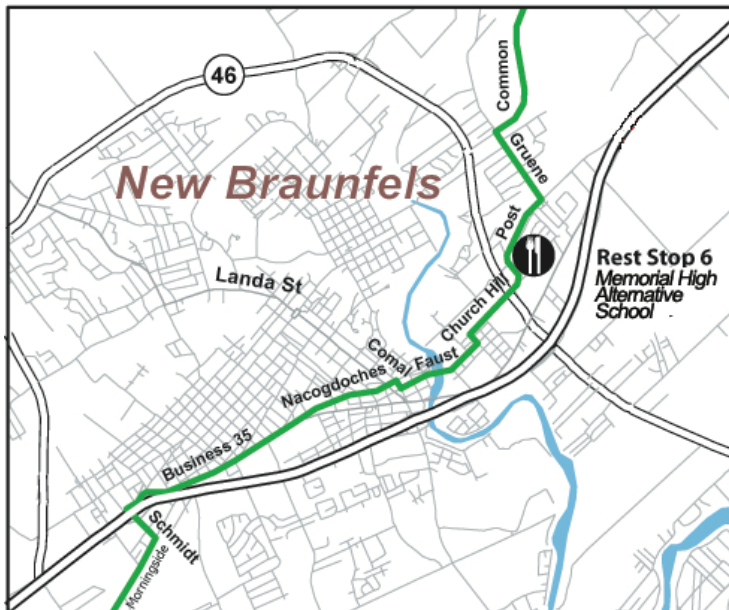 46
Common
Gruene
New Braunfels
Post
Rest Stop 6
Memorial High
Alternative
School
Landa St
Church Hill
Comal
Faust
Nacogdoches
Business 35
Schmidt
Morningside